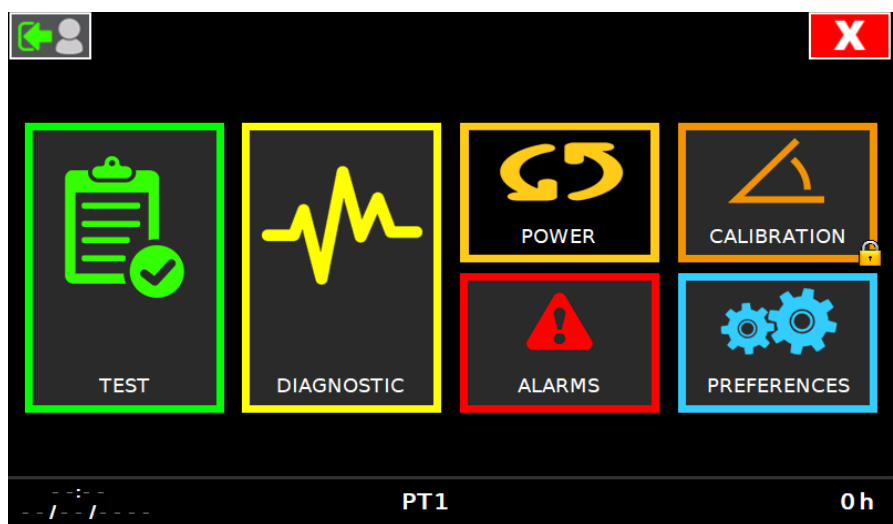 X
POWER
CALIBRATION
TEST
DIAGNOSTIC
ALARMS
PREFERENCES
--:--
--/--/----
PT1
0 h